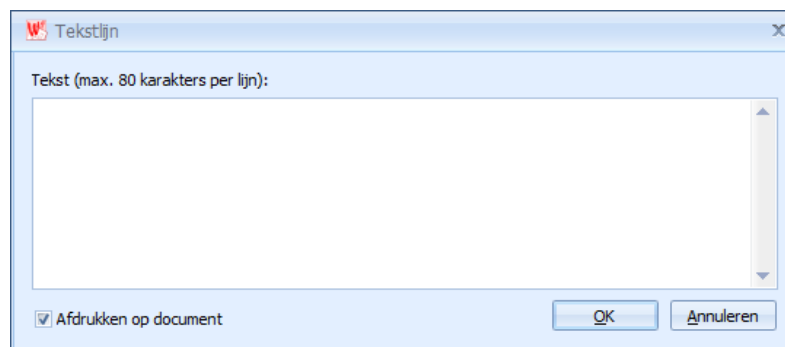 Tekstlijn
Tekst (max. 80 karakters per lijn):
Afdrukken op document
OK
Annuleren